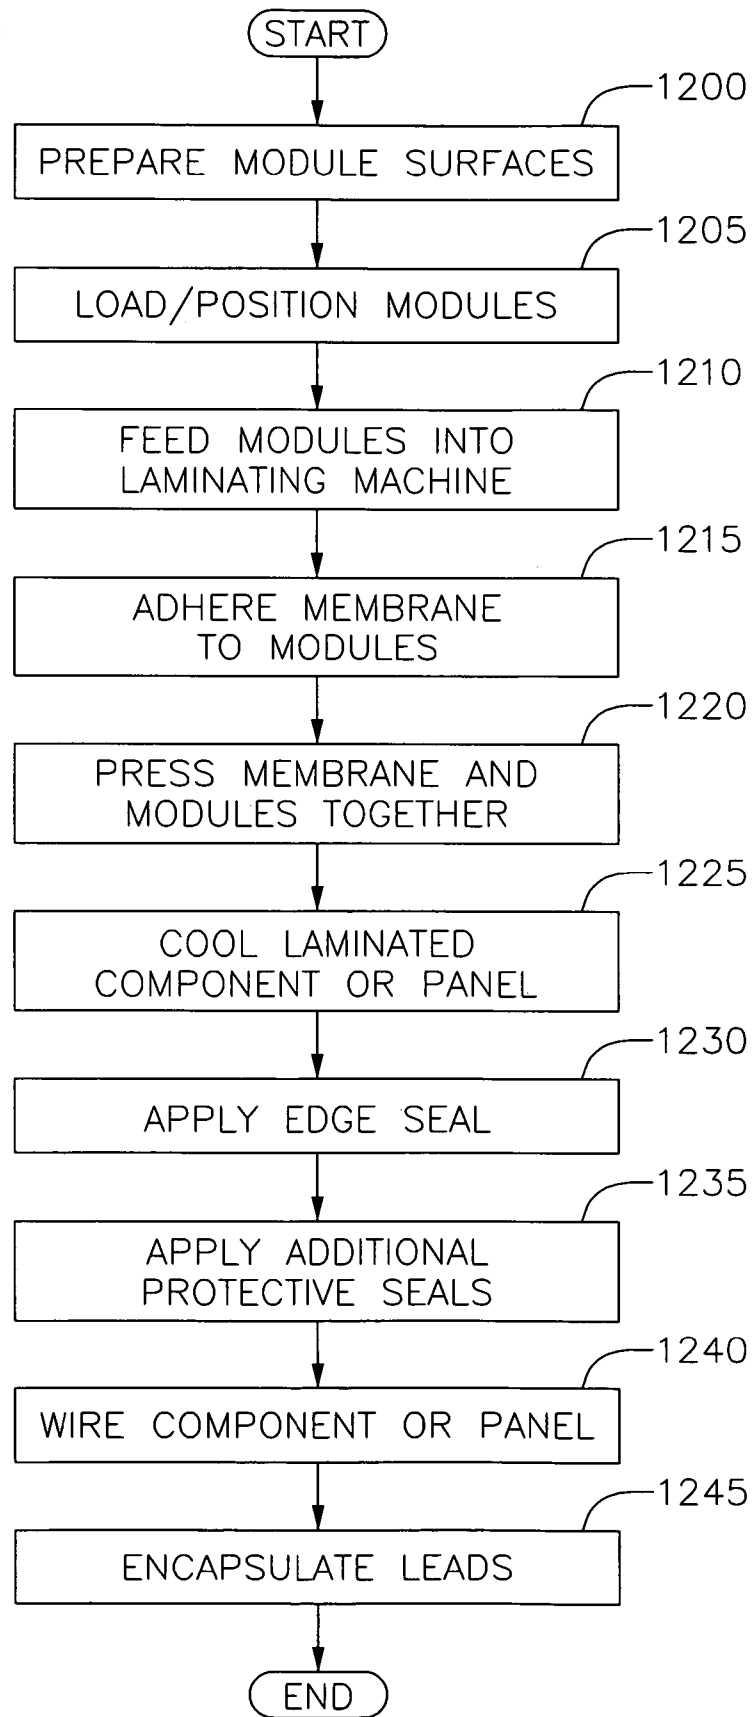 START
1200
PREPARE MODULE SURFACES
1205
LOAD/POSITION MODULES
1210
FEED MODULES INTO
LAMINATING MACHINE
1215
ADHERE MEMBRANE
TO MODULES
1220
PRESS MEMBRANE AND
MODULES TOGETHER
1225
COOL LAMINATED
COMPONENT OR PANEL
1230
APPLY EDGE SEAL
1235
APPLY ADDITIONAL
PROTECTIVE SEALS
1240
WIRE COMPONENT OR PANEL
1245
ENCAPSULATE LEADS
END